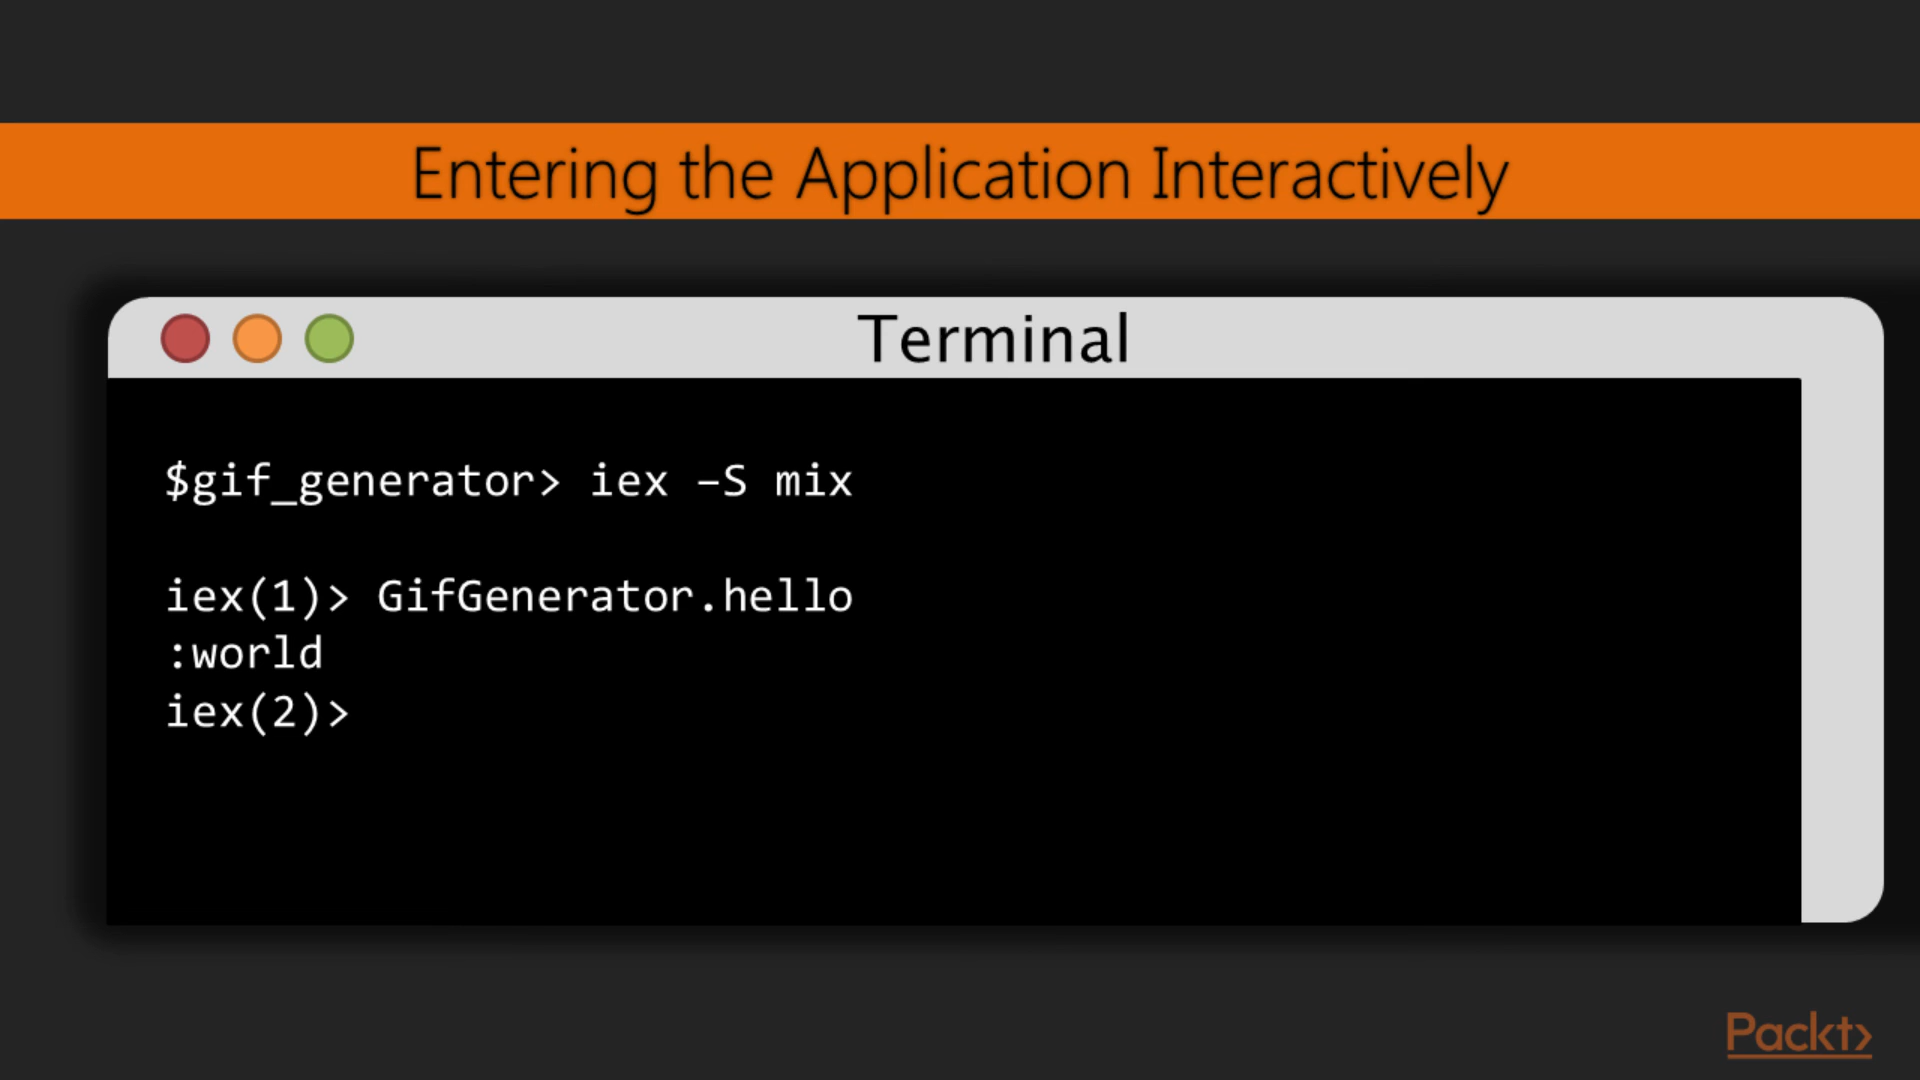 Entering the Application Interactively
Terminal
$gif_generator> iex –S mix
iex(1)> GifGenerator.hello
:world
iex(2)>
Packt>